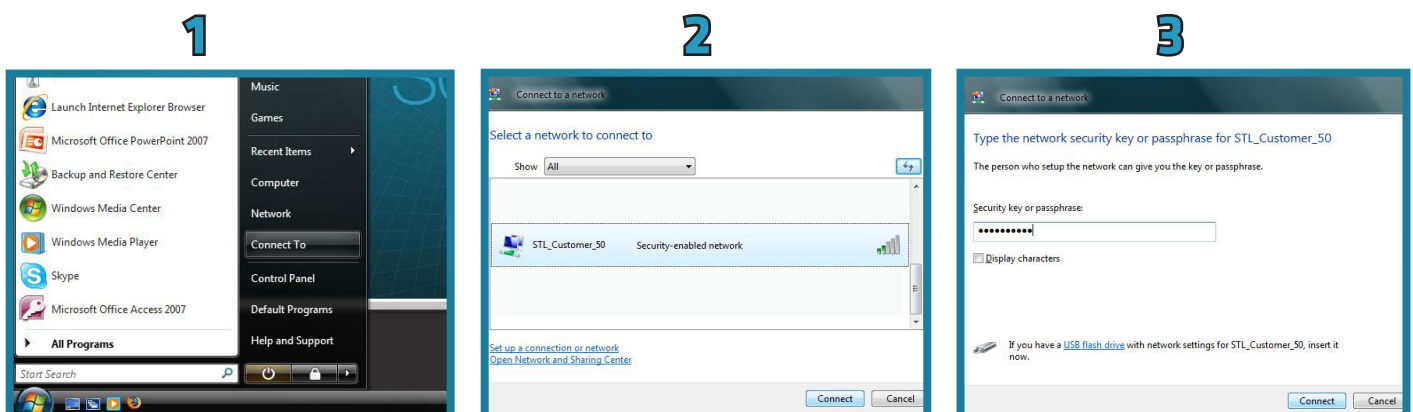 1
2
3
Launch Internet Explorer Browser
Microsoft Office PowerPoint 2007
Backup and Restore Center
Windows Media Center
Windows Media Player
Skype
Microsoft Office Access 2007
All Programs
Start Search
Music
Games
Recent Items
Computer
Network
Connect To
Control Panel
Default Programs
Help and Support
Connect to a network
Select a network to connect to
Show All
STL_Customer_50 Security-enabled network
Set up a connection or network
Open Network and Sharing Center
Connect Cancel
Connect to a network
Type the network security key or passphrase for STL_Customer_50
The person who setup the network can give you the key or passphrase.
Security key or passphrase:
••••••••••
Display characters
If you have a USB flash drive with network settings for STL_Customer_50, insert it
now.
Connect Cancel